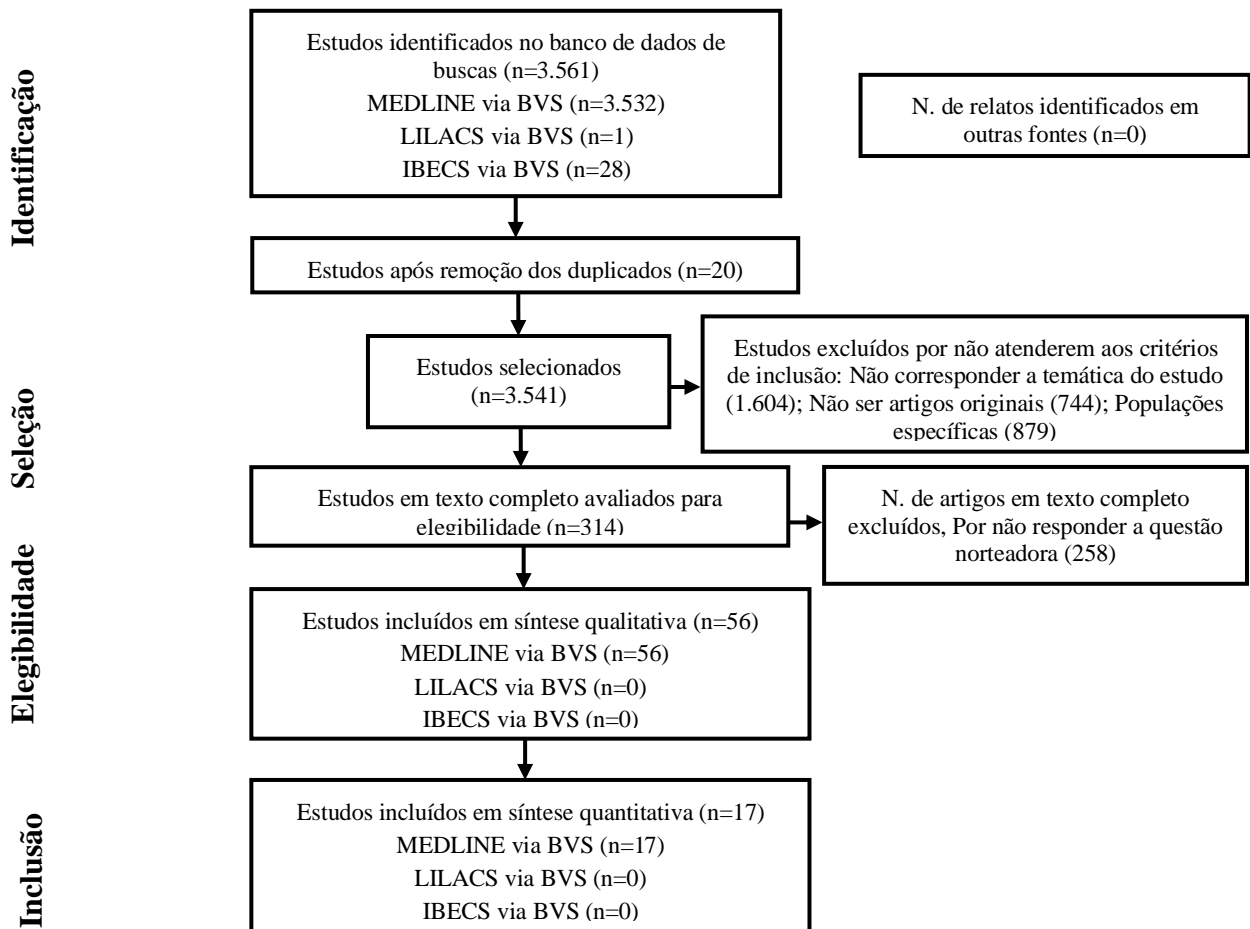 Identificação
Estudos identificados no banco de dados de
buscas (n=3.561)
MEDLINE via BVS (n=3.532)
LILACS via BVS (n=1)
IBECS via BVS (n=28)
N. de relatos identificados em
outras fontes (n=0)
Estudos após remoção dos duplicados (n=20)
Seleção
Estudos selecionados
(n=3.541)
Estudos excluídos por não atenderem aos critérios
de inclusão: Não corresponder a temática do estudo
(1.604); Não ser artigos originais (744); Populações
específicas (879)
Elegibilidade
Estudos em texto completo avaliados para
elegibilidade (n=314)
N. de artigos em texto completo
excluídos, Por não responder a questão
norteadora (258)
Estudos incluídos em síntese qualitativa (n=56)
MEDLINE via BVS (n=56)
LILACS via BVS (n=0)
IBECS via BVS (n=0)
Inclusão
Estudos incluídos em síntese quantitativa (n=17)
MEDLINE via BVS (n=17)
LILACS via BVS (n=0)
IBECS via BVS (n=0)